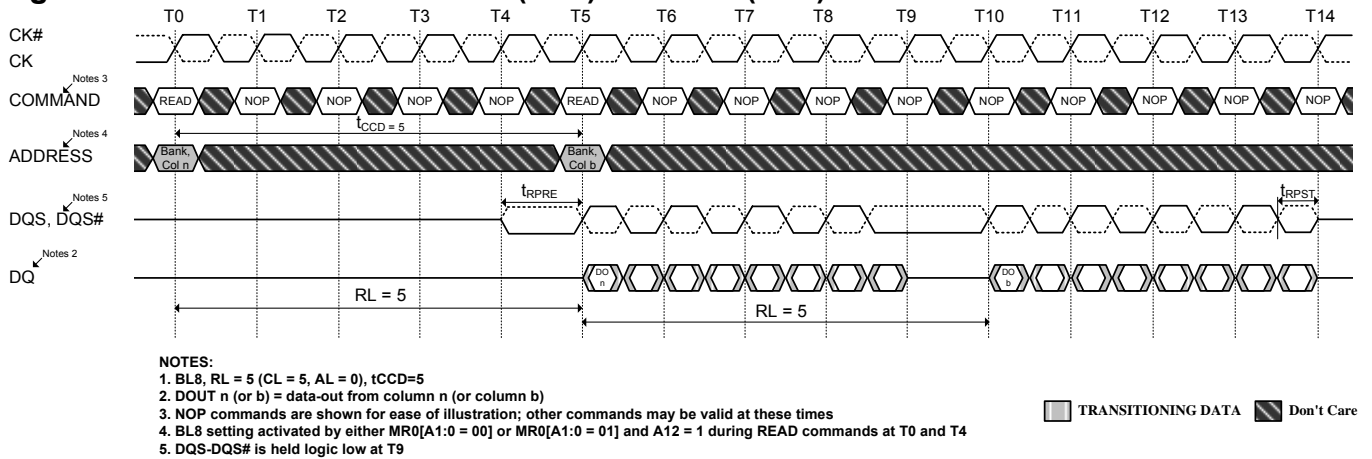 T0 T1 T2 T3 T4 T5 T6 T7 T8 T9 T10 T11 T12 T13 T14
CK#
CK
Notes 3
COMMAND READ NOP NOP NOP NOP READ NOP NOP NOP NOP NOP NOP NOP NOP NOP
tCCD = 5
Notes 4
ADDRESS
Bank, Col n
Bank, Col b
Notes 5
tRPRE
tRPST
DQS, DQS#
Notes 2
DQ
DO n
DO b
RL = 5
RL = 5
NOTES:
1. BL8, RL = 5 (CL = 5, AL = 0), tCCD=5
2. DOUT n (or b) = data-out from column n (or column b)
3. NOP commands are shown for ease of illustration; other commands may be valid at these times
4. BL8 setting activated by either MR0[A1:0 = 00] or MR0[A1:0 = 01] and A12 = 1 during READ commands at T0 and T4
5. DQS-DQS# is held logic low at T9
TRANSITIONING DATA
Don't Care